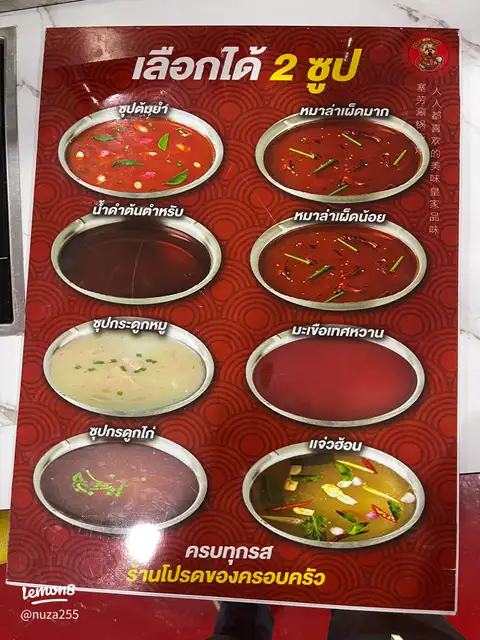 เลือกได้ 2 ซุป
ซุปต้มยำ
หมาล่าเผ็ดมาก
น้ำดำต้นตำหรับ
หมาล่าเผ็ดน้อย
ซุปกระดูกหมู
มะเขือเทศหวาน
ซุปกรดูกไก่
แจ่วฮ้อน
ครบทุกรส
ร้านโปรดของครอบครัว
人人都喜欢的美味皇家品味
lemon8
@nuza255